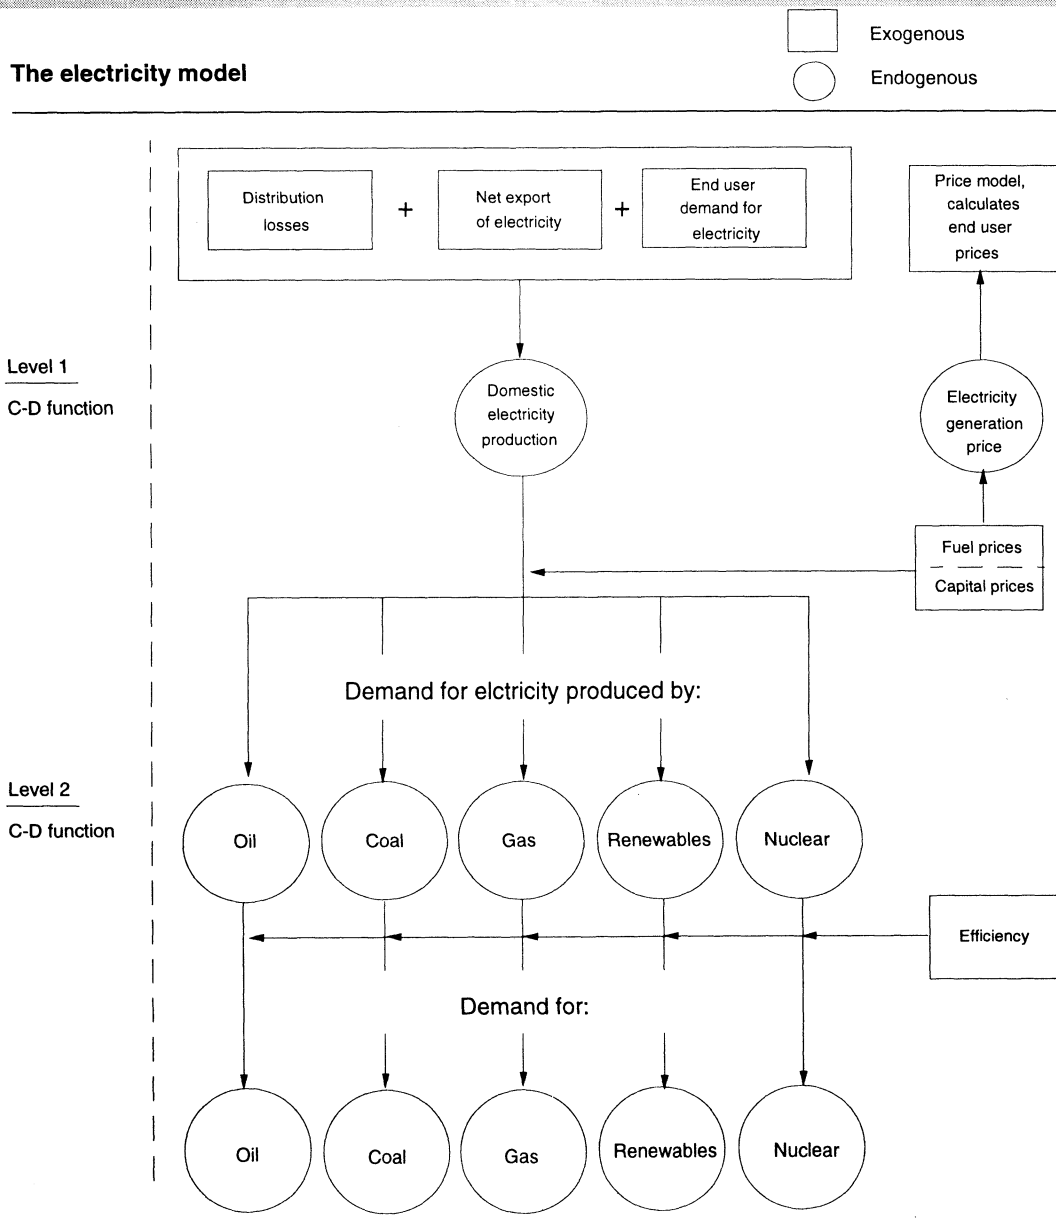 Exogenous
The electricity model
Endogenous
Distribution
losses
+
Net export
of electricity
+
End user
demand for
electricity
Price model,
calculates
end user
prices
Level 1
C-D function
Domestic
electricity
production
Electricity
generation
price
Fuel prices
Capital prices
Demand for elctricity produced by:
Level 2
C-D function
Oil
Coal
Gas
Renewables
Nuclear
Efficiency
Demand for:
Oil
Coal
Gas
Renewables
Nuclear